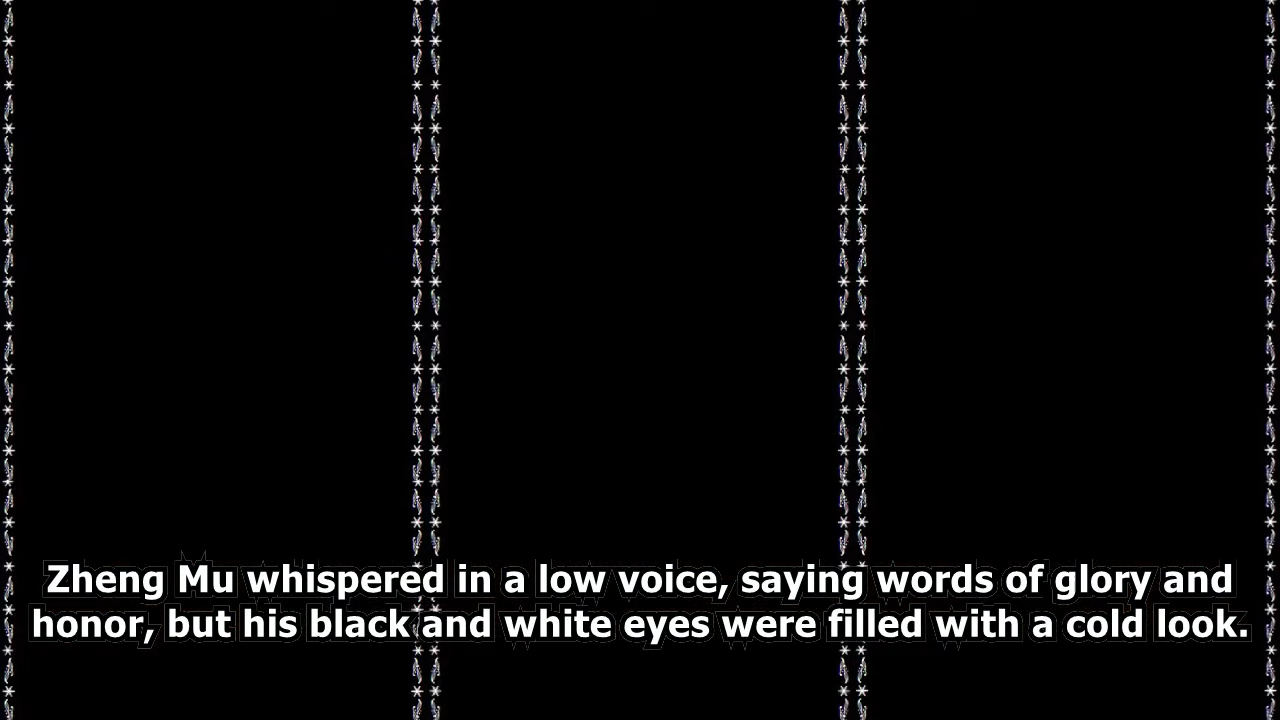 Zheng Mu whispered in a low voice, saying words of glory and
honor, but his black and white eyes were filled with a cold look.